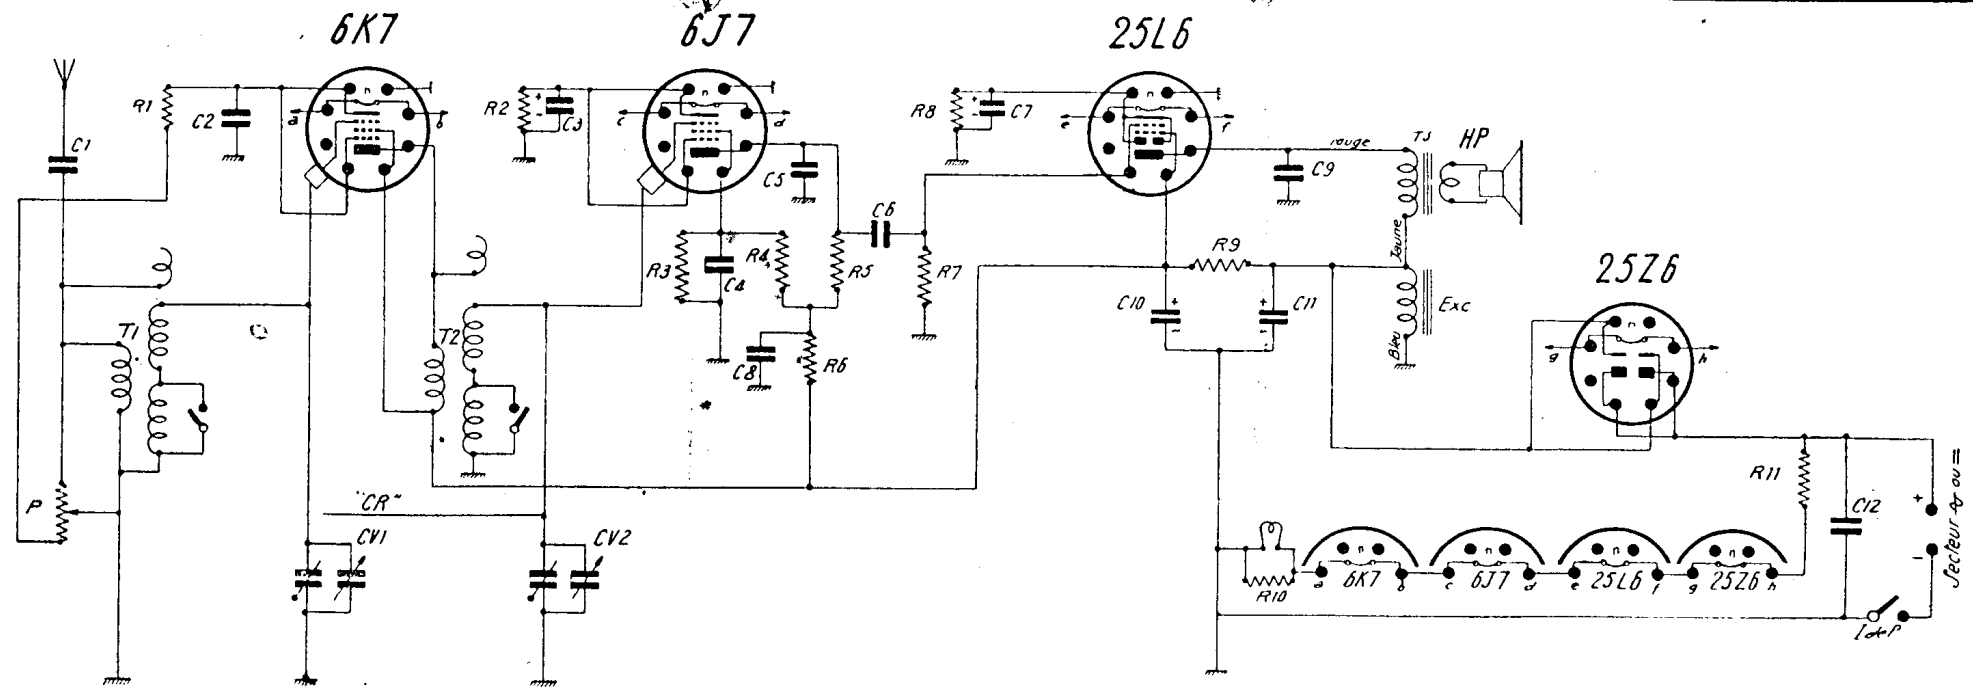 6K7
6J7
25L6
R1
C2
a
b
R2
C3
c
d
R8
C7
e
f
rouge
TS
HP
C1
C5
C9
C6
R3
C4
R4
R5
R7
R9
Jaune
25Z6
T1
T2
C8
R6
C10
C11
Exc
Bleu
g
h
P
"CR"
CV1
CV2
R11
C12
+
-
Secteur ou =
R10
a 6K7 b
c 6J7 d
e 25L6 f
g 25Z6 h
I de P